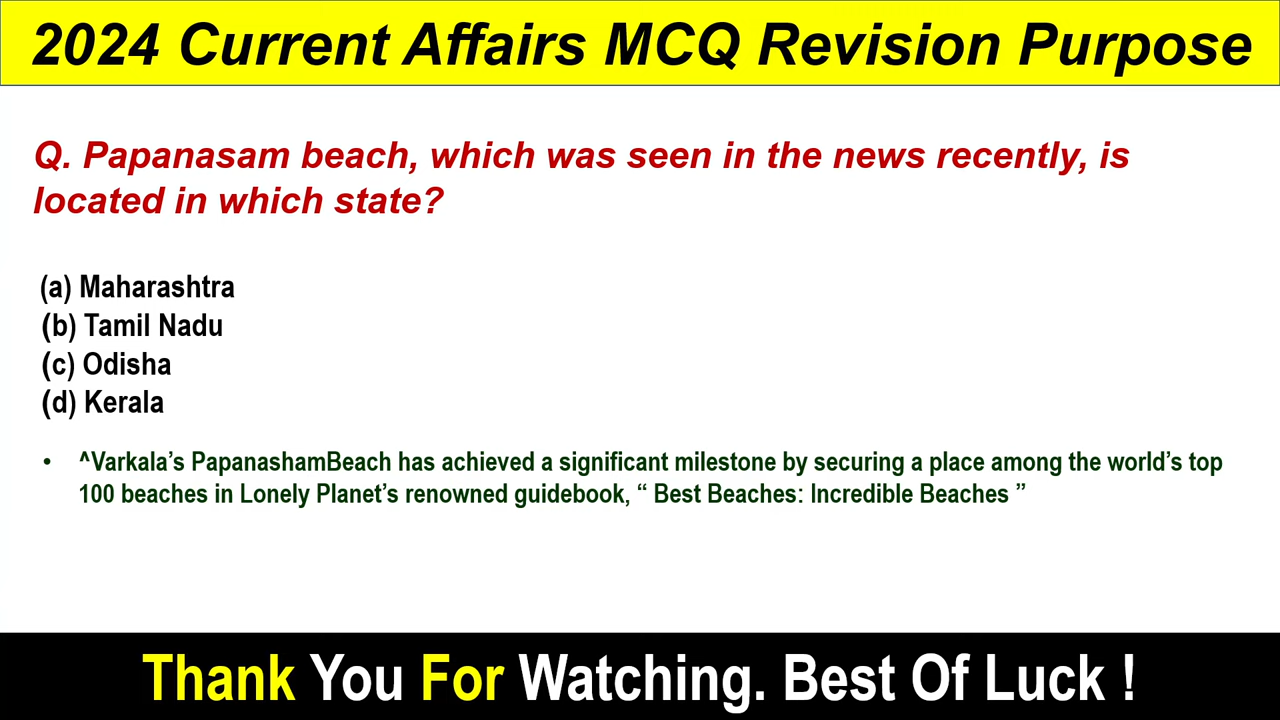 2024 Current Affairs MCQ Revision Purpose
Q. Papanasam beach, which was seen in the news recently, is
located in which state?
(a) Maharashtra
(b) Tamil Nadu
(c) Odisha
(d) Kerala
• ^Varkala’s PapanashamBeach has achieved a significant milestone by securing a place among the world’s top
100 beaches in Lonely Planet’s renowned guidebook, “ Best Beaches: Incredible Beaches ”
Thank You For Watching. Best Of Luck !